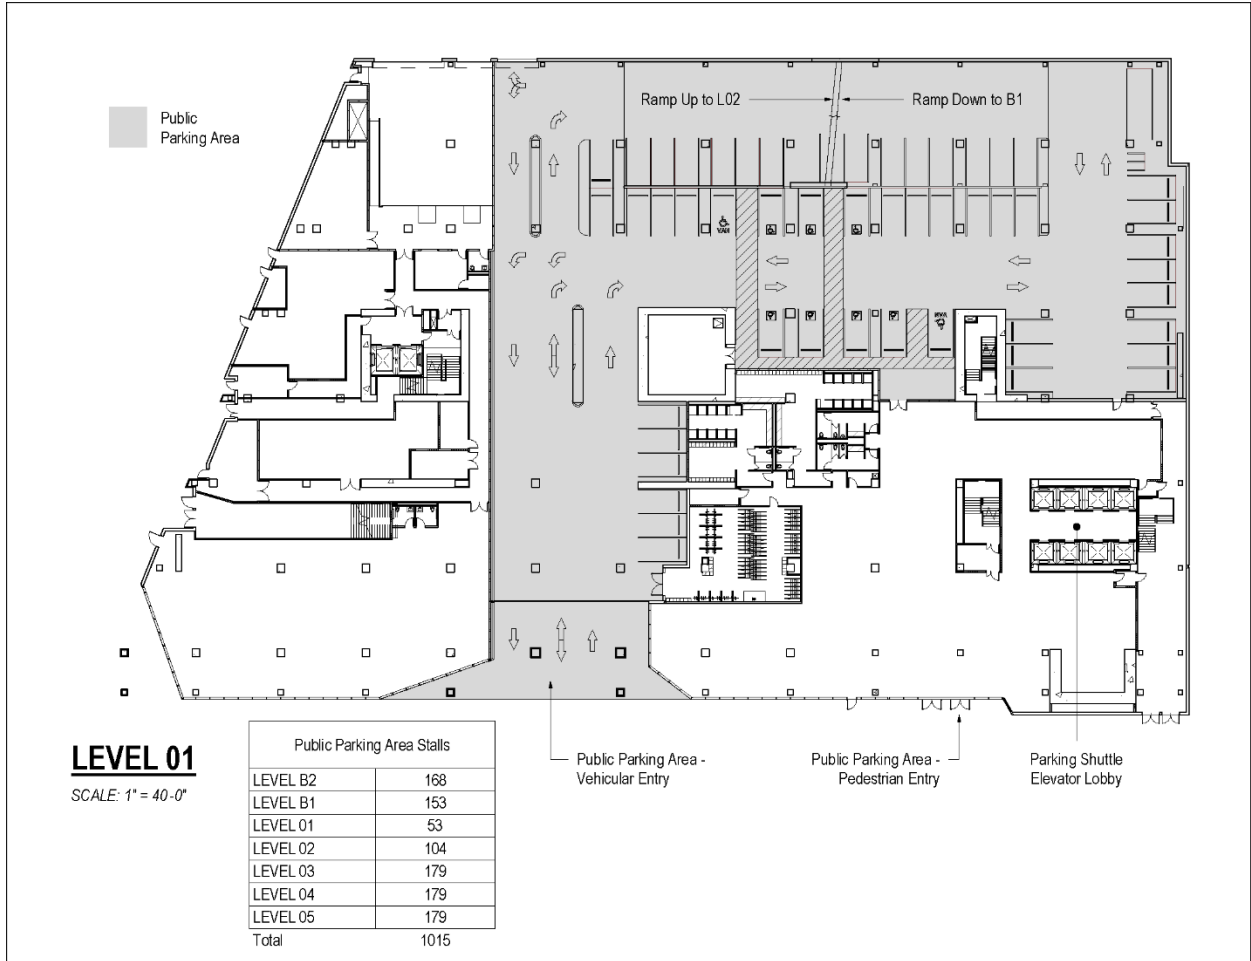 Ramp Up to L02
Ramp Down to B1
Public
Parking Area
VAN
VAN
LEVEL 01
SCALE: 1" = 40-0"
Public Parking Area Stalls
LEVEL B2 168
LEVEL B1 153
LEVEL 01 53
LEVEL 02 104
LEVEL 03 179
LEVEL 04 179
LEVEL 05 179
Total 1015
Public Parking Area -
Vehicular Entry
Public Parking Area -
Pedestrian Entry
Parking Shuttle
Elevator Lobby